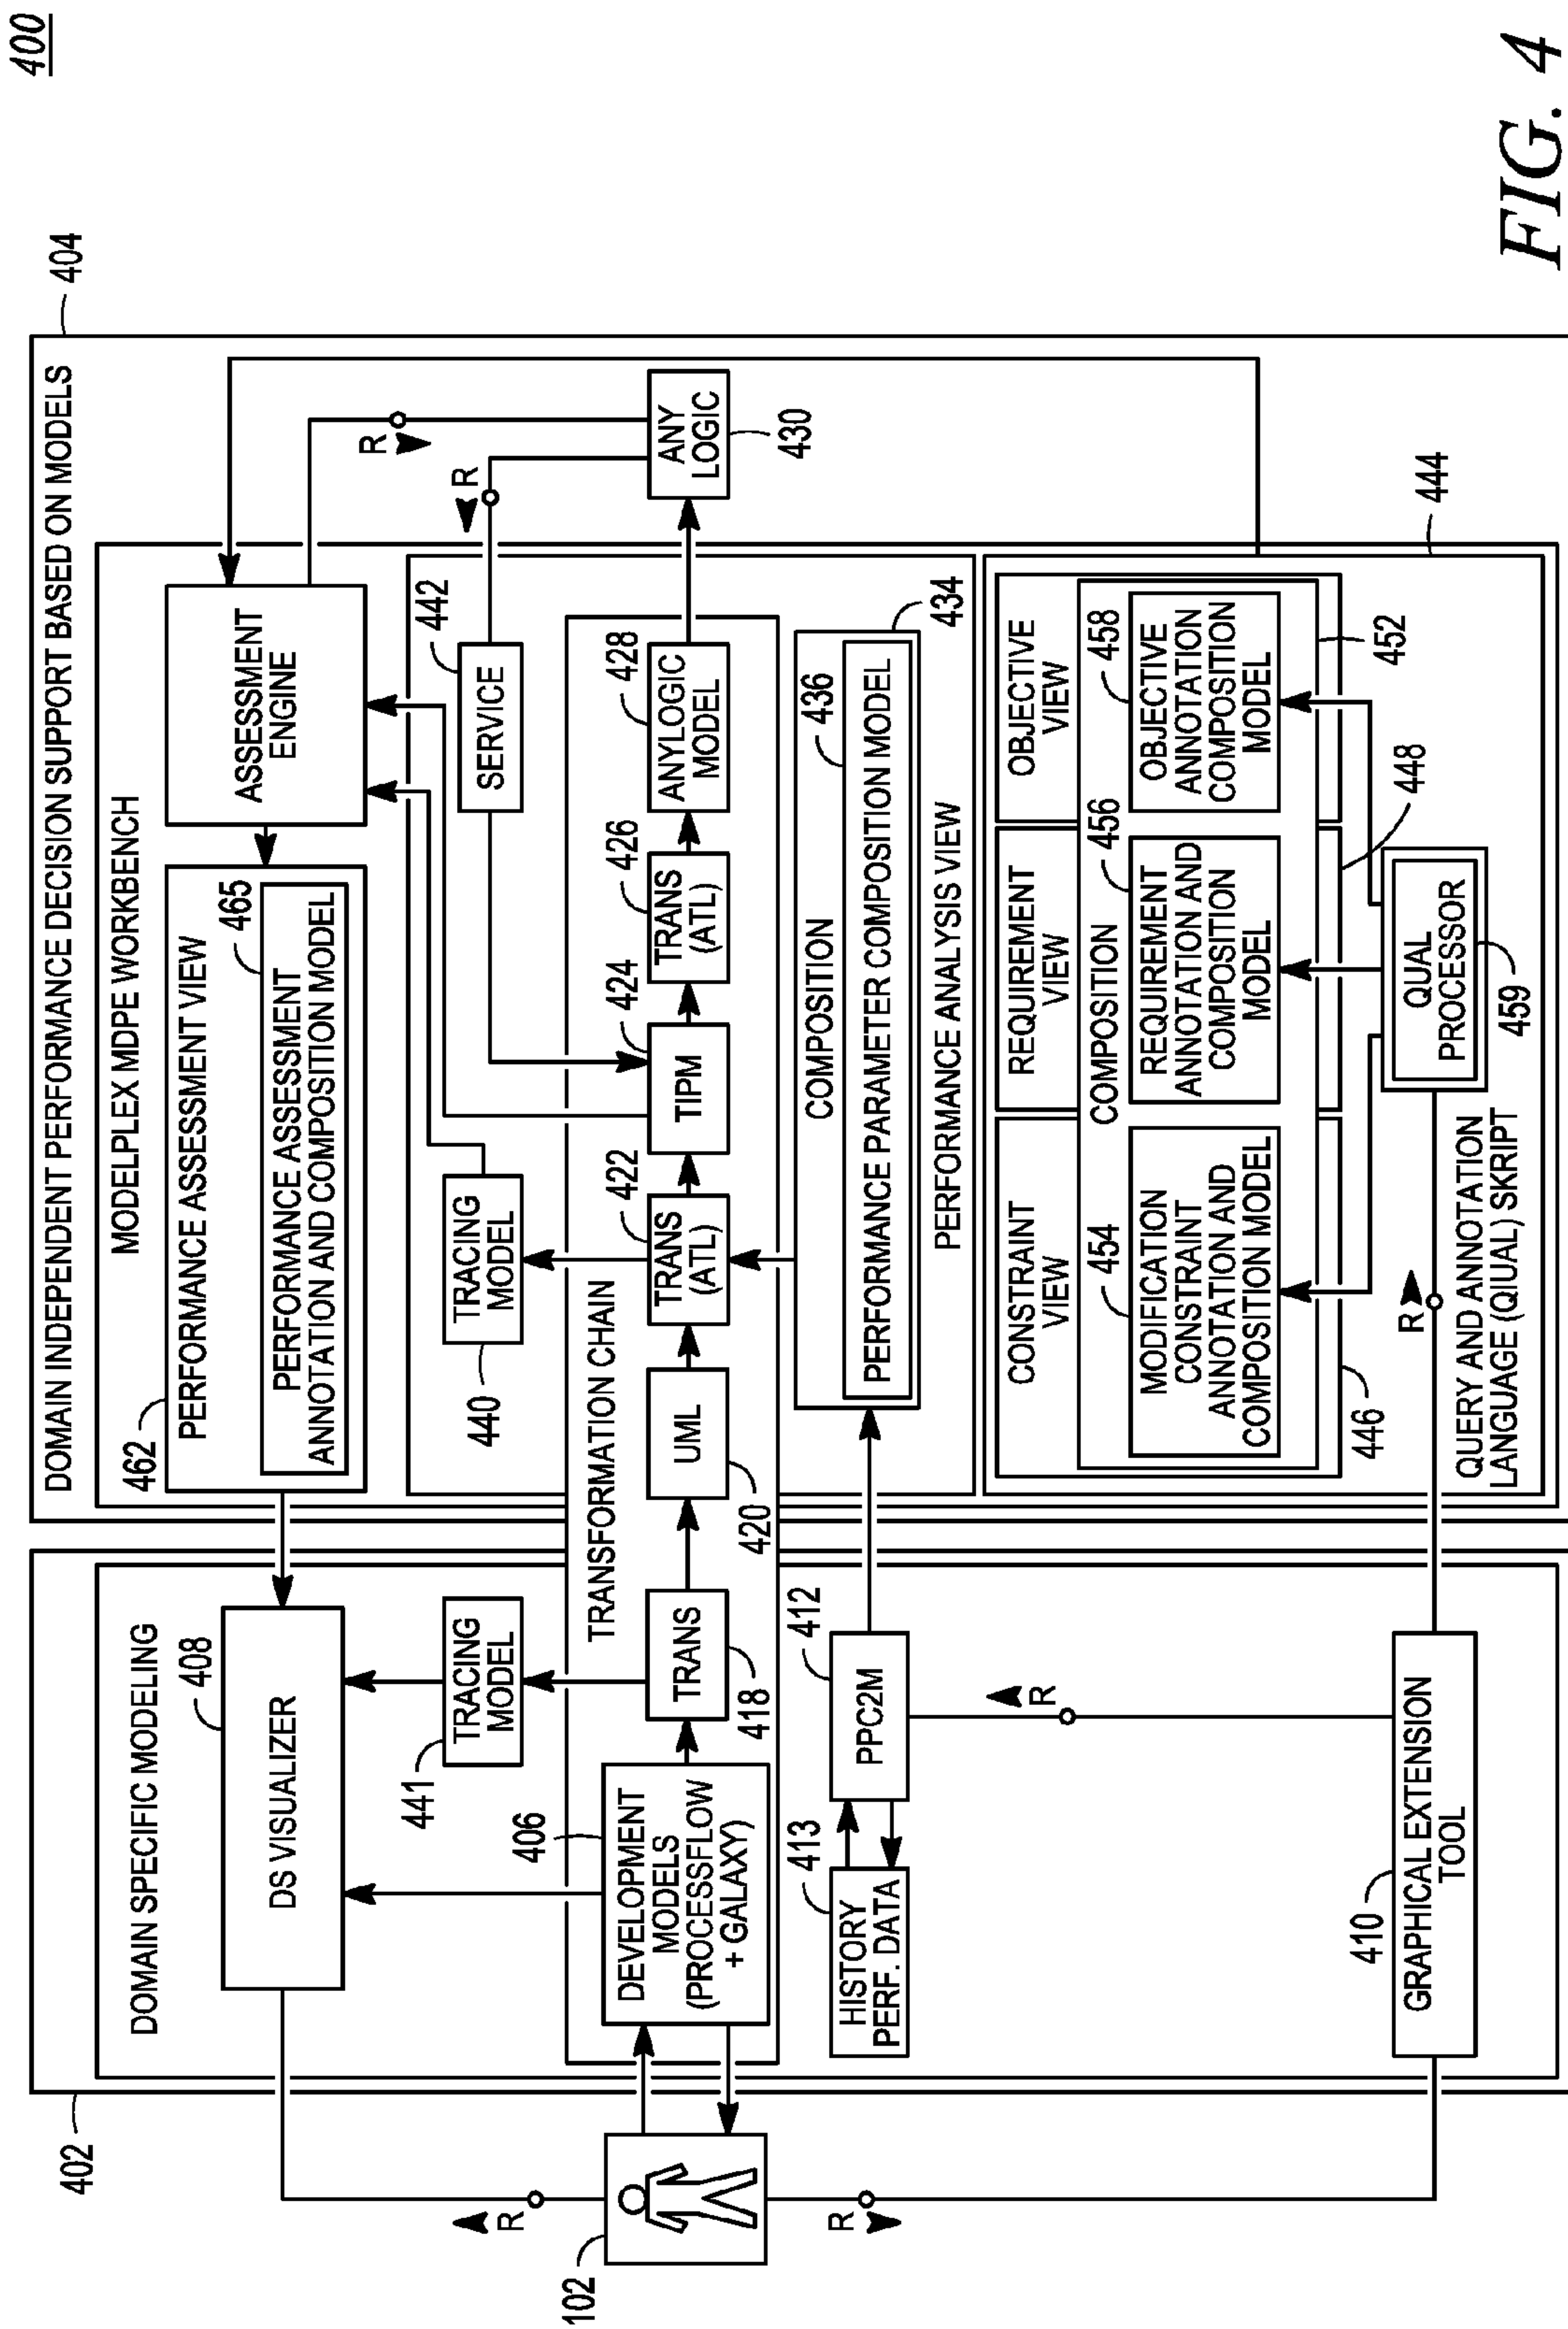 400
404
DOMAIN INDEPENDENT PERFORMANCE DECISION SUPPORT BASED ON MODELS
MODELPLEX MDPE WORKBENCH
462
PERFORMANCE ASSESSMENT VIEW
465
PERFORMANCE ASSESSMENT
ANNOTATION AND COMPOSITION MODEL
ASSESSMENT
ENGINE
R
R
442
SERVICE
ANY
LOGIC
430
TRACING
MODEL
440
TRANSFORMATION CHAIN
UML
420
422
TRANS
(ATL)
424
TIPM
426
TRANS
(ATL)
428
ANYLOGIC
MODEL
434
COMPOSITION
436
PERFORMANCE PARAMETER COMPOSITION MODEL
PERFORMANCE ANALYSIS VIEW
444
CONSTRAINT
VIEW
REQUIREMENT
VIEW
OBJECTIVE
VIEW
COMPOSITION
454
MODIFICATION
CONSTRAINT
ANNOTATION AND
COMPOSITION MODEL
456
REQUIREMENT
ANNOTATION AND
COMPOSITION
MODEL
458
OBJECTIVE
ANNOTATION
COMPOSITION
MODEL
452
446
448
QUAL
PROCESSOR
459
R
QUERY AND ANNOTATION
LANGUAGE (QIUAL) SKRIPT
402
DOMAIN SPECIFIC MODELING
408
DS VISUALIZER
441
TRACING
MODEL
406
DEVELOPMENT
MODELS
(PROCESSFLOW
+ GALAXY)
TRANS
418
412
PPC2M
413
HISTORY
PERF. DATA
R
410
GRAPHICAL EXTENSION
TOOL
R
102
R
FIG. 4